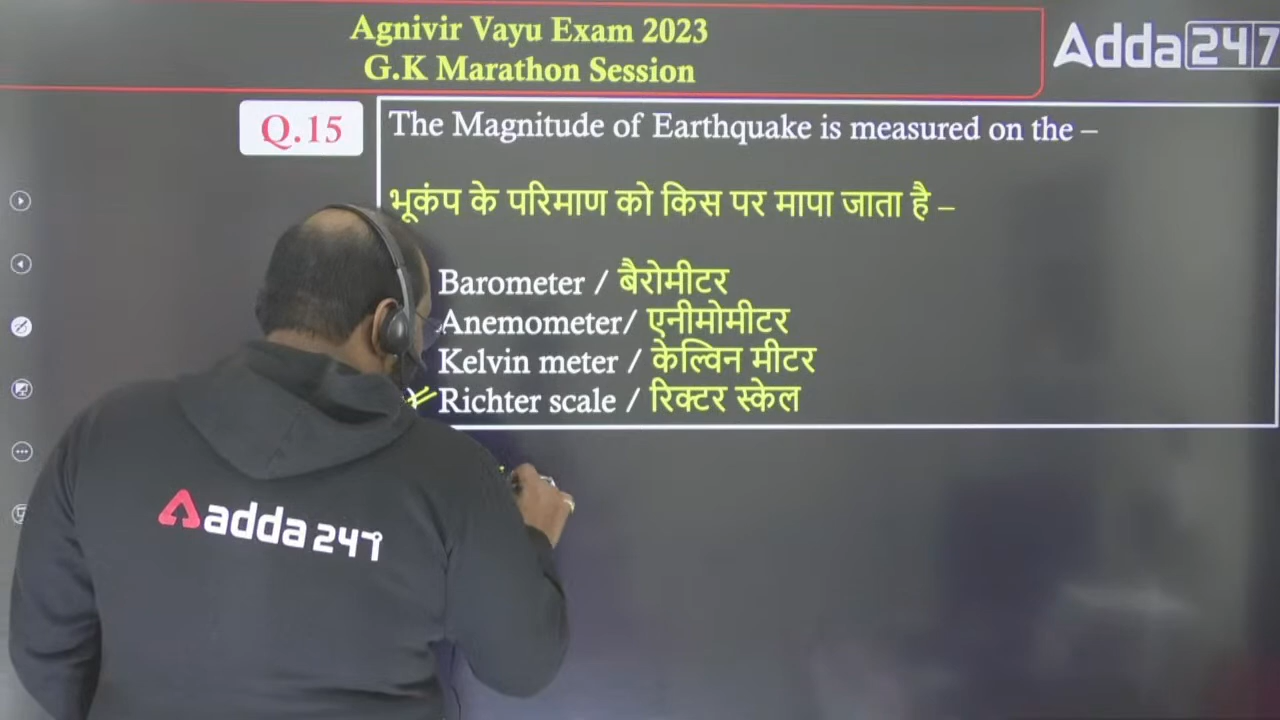 Agnivir Vayu Exam 2023
G.K Marathon Session
Adda247
Q.15
The Magnitude of Earthquake is measured on the –
भूकंप के परिमाण को किस पर मापा जाता है –
Barometer / बैरोमीटर
Anemometer/ एनीमोमीटर
Kelvin meter / केल्विन मीटर
Richter scale / रिक्टर स्केल
adda247